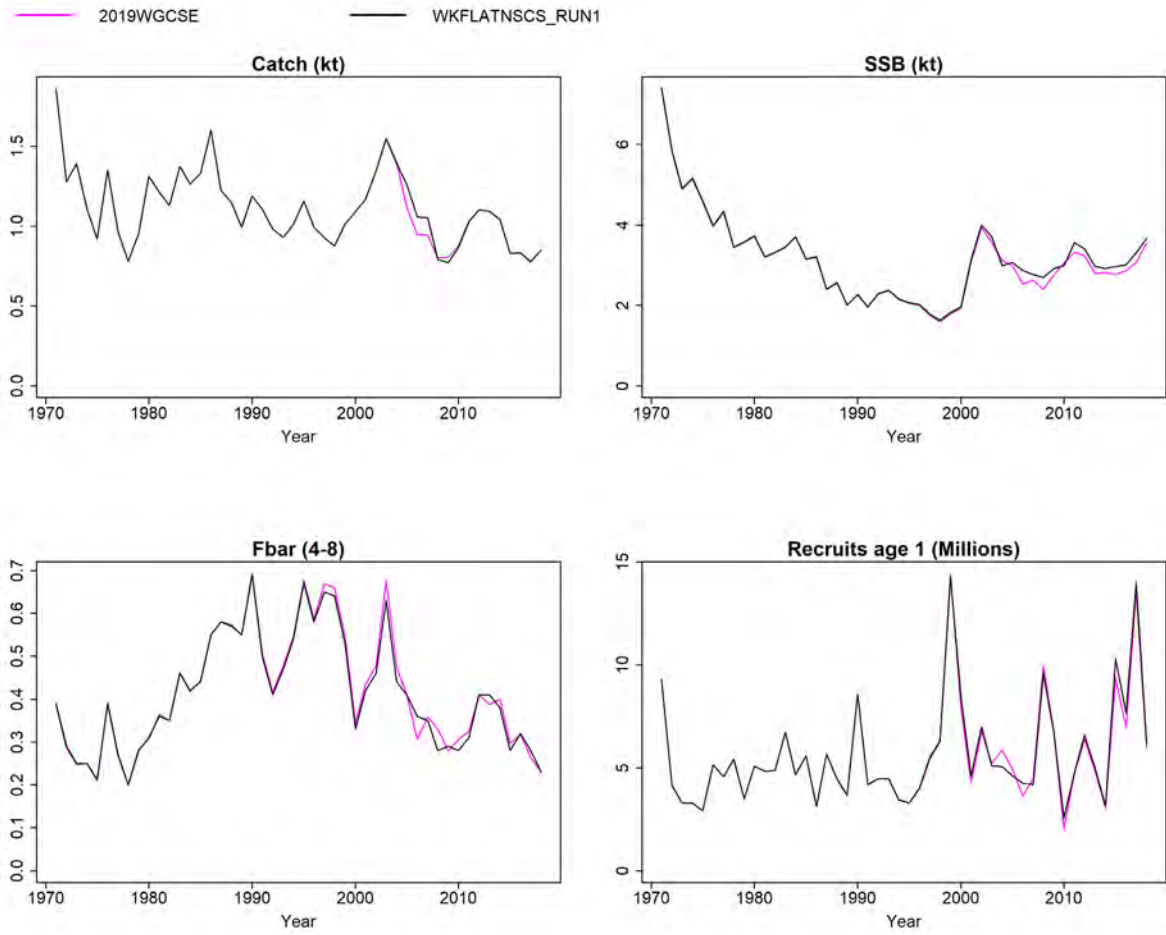 2019WGCSE WKFLATNSCS_RUN1
Catch (kt)
1.5
1.0
0.5
0.0
1970 1980 1990 2000 2010
Year
SSB (kt)
6
4
2
0
1970 1980 1990 2000 2010
Year
Fbar (4-8)
0.7
0.6
0.5
0.4
0.3
0.2
0.1
0.0
1970 1980 1990 2000 2010
Year
Recruits age 1 (Millions)
15
10
5
0
1970 1980 1990 2000 2010
Year